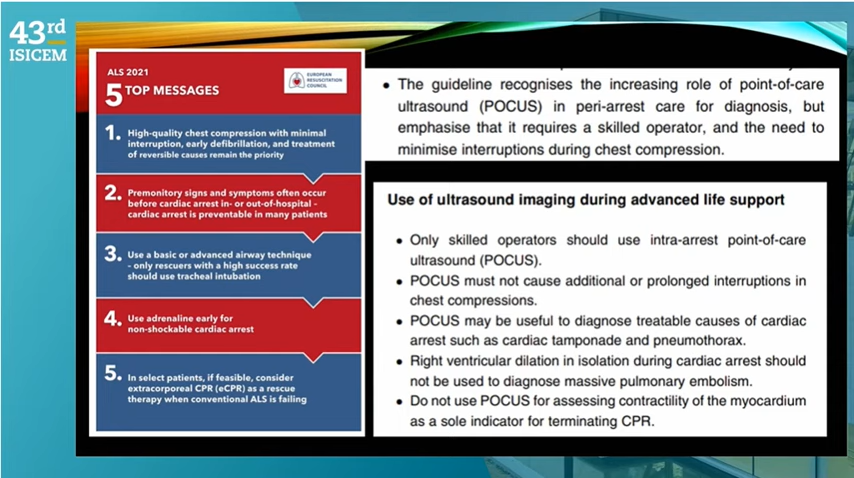 43rd
ISICEM
ALS 2021
5 TOP MESSAGES
EUROPEAN
RESUSCITATION
COUNCIL
1. High-quality chest compression with minimal
interruption, early defibrillation, and treatment
of reversible causes remain the priority
2. Premonitory signs and symptoms often occur
before cardiac arrest in- or out-of-hospital –
cardiac arrest is preventable in many patients
3. Use a basic or advanced airway technique
– only rescuers with a high success rate
should use tracheal intubation
4. Use adrenaline early for
non-shockable cardiac arrest
5. In select patients, if feasible, consider
extracorporeal CPR (eCPR) as a rescue
therapy when conventional ALS is failing
• The guideline recognises the increasing role of point-of-care
ultrasound (POCUS) in peri-arrest care for diagnosis, but
emphasise that it requires a skilled operator, and the need to
minimise interruptions during chest compression.
Use of ultrasound imaging during advanced life support
• Only skilled operators should use intra-arrest point-of-care
ultrasound (POCUS).
• POCUS must not cause additional or prolonged interruptions in
chest compressions.
• POCUS may be useful to diagnose treatable causes of cardiac
arrest such as cardiac tamponade and pneumothorax.
• Right ventricular dilation in isolation during cardiac arrest should
not be used to diagnose massive pulmonary embolism.
• Do not use POCUS for assessing contractility of the myocardium
as a sole indicator for terminating CPR.